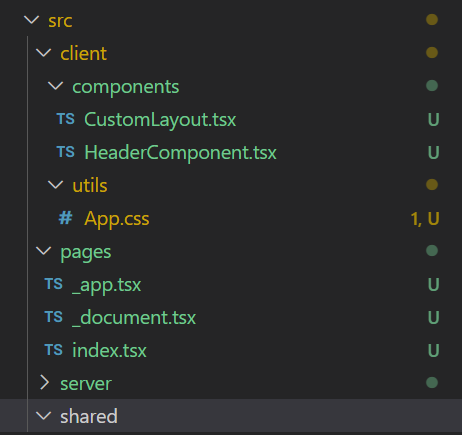 src
client
components
TS CustomLayout.tsx U
TS HeaderComponent.tsx U
utils
# App.css 1, U
pages
TS _app.tsx U
TS _document.tsx U
TS index.tsx U
server
shared